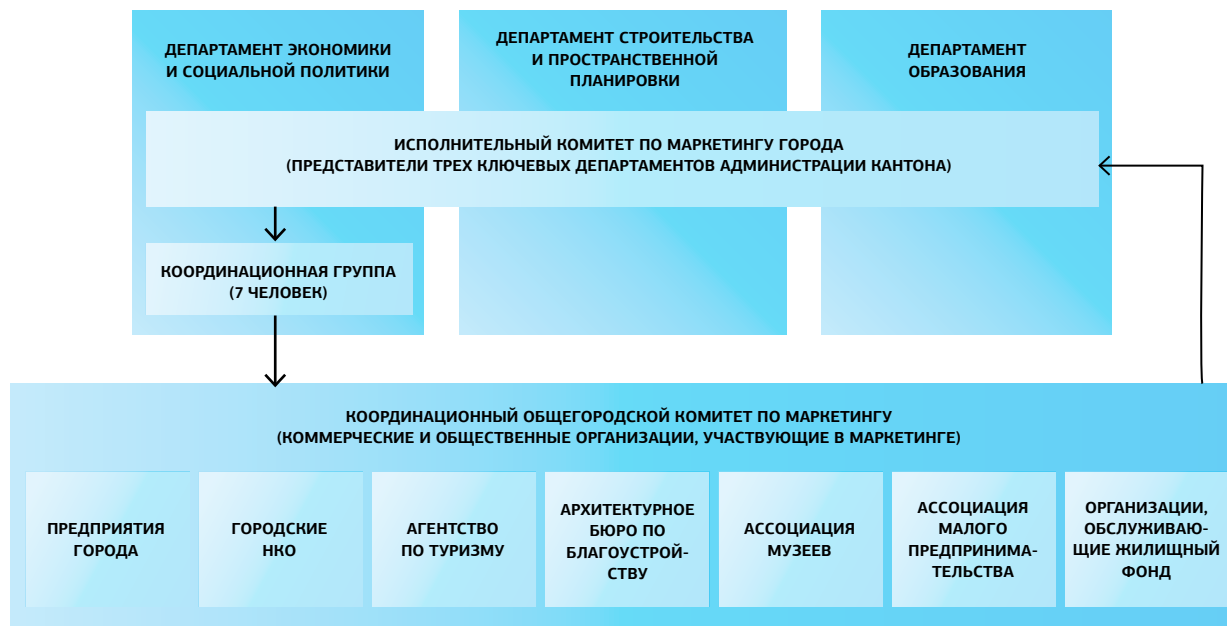 ДЕПАРТАМЕНТ ЭКОНОМИКИ
И СОЦИАЛЬНОЙ ПОЛИТИКИ
ДЕПАРТАМЕНТ СТРОИТЕЛЬСТВА
И ПРОСТРАНСТВЕННОЙ
ПЛАНИРОВКИ
ДЕПАРТАМЕНТ
ОБРАЗОВАНИЯ
ИСПОЛНИТЕЛЬНЫЙ КОМИТЕТ ПО МАРКЕТИНГУ ГОРОДА
(ПРЕДСТАВИТЕЛИ ТРЕХ КЛЮЧЕВЫХ ДЕПАРТАМЕНТОВ АДМИНИСТРАЦИИ КАНТОНА)
КООРДИНАЦИОННАЯ ГРУППА
(7 ЧЕЛОВЕК)
КООРДИНАЦИОННЫЙ ОБЩЕГОРОДСКОЙ КОМИТЕТ ПО МАРКЕТИНГУ
(КОММЕРЧЕСКИЕ И ОБЩЕСТВЕННЫЕ ОРГАНИЗАЦИИ, УЧАСТВУЮЩИЕ В МАРКЕТИНГЕ)
ПРЕДПРИЯТИЯ
ГОРОДА
ГОРОДСКИЕ
НКО
АГЕНТСТВО
ПО ТУРИЗМУ
АРХИТЕКТУРНОЕ
БЮРО ПО
БЛАГОУСТРОЙ-
СТВУ
АССОЦИАЦИЯ
МУЗЕЕВ
АССОЦИАЦИЯ
МАЛОГО
ПРЕДПРИНИМА-
ТЕЛЬСТВА
ОРГАНИЗАЦИИ,
ОБСЛУЖИВАЮ-
ЩИЕ ЖИЛИЩНЫЙ
ФОНД